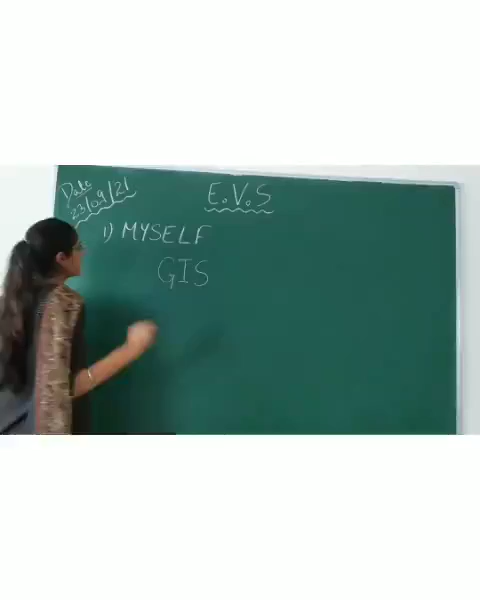 Date
23/09/21
E.V.S
1) MYSELF
GIS